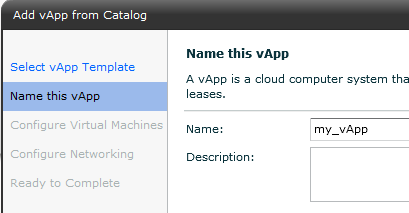 Add vApp from Catalog
Select vApp Template
Name this vApp
Configure Virtual Machines
Configure Networking
Ready to Complete
Name this vApp
A vApp is a cloud computer system tha
leases.
Name:
my_vApp
Description: